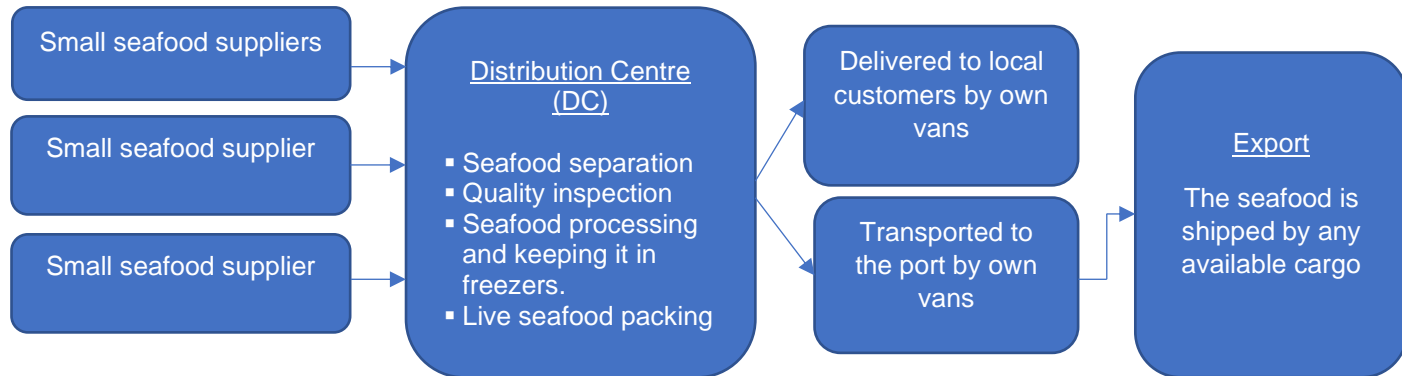 Small seafood suppliers
Small seafood supplier
Small seafood supplier
Distribution Centre
(DC)
▪ Seafood separation
▪ Quality inspection
▪ Seafood processing
and keeping it in
freezers.
▪ Live seafood packing
Delivered to local
customers by own
vans
Transported to
the port by own
vans
Export
The seafood is
shipped by any
available cargo